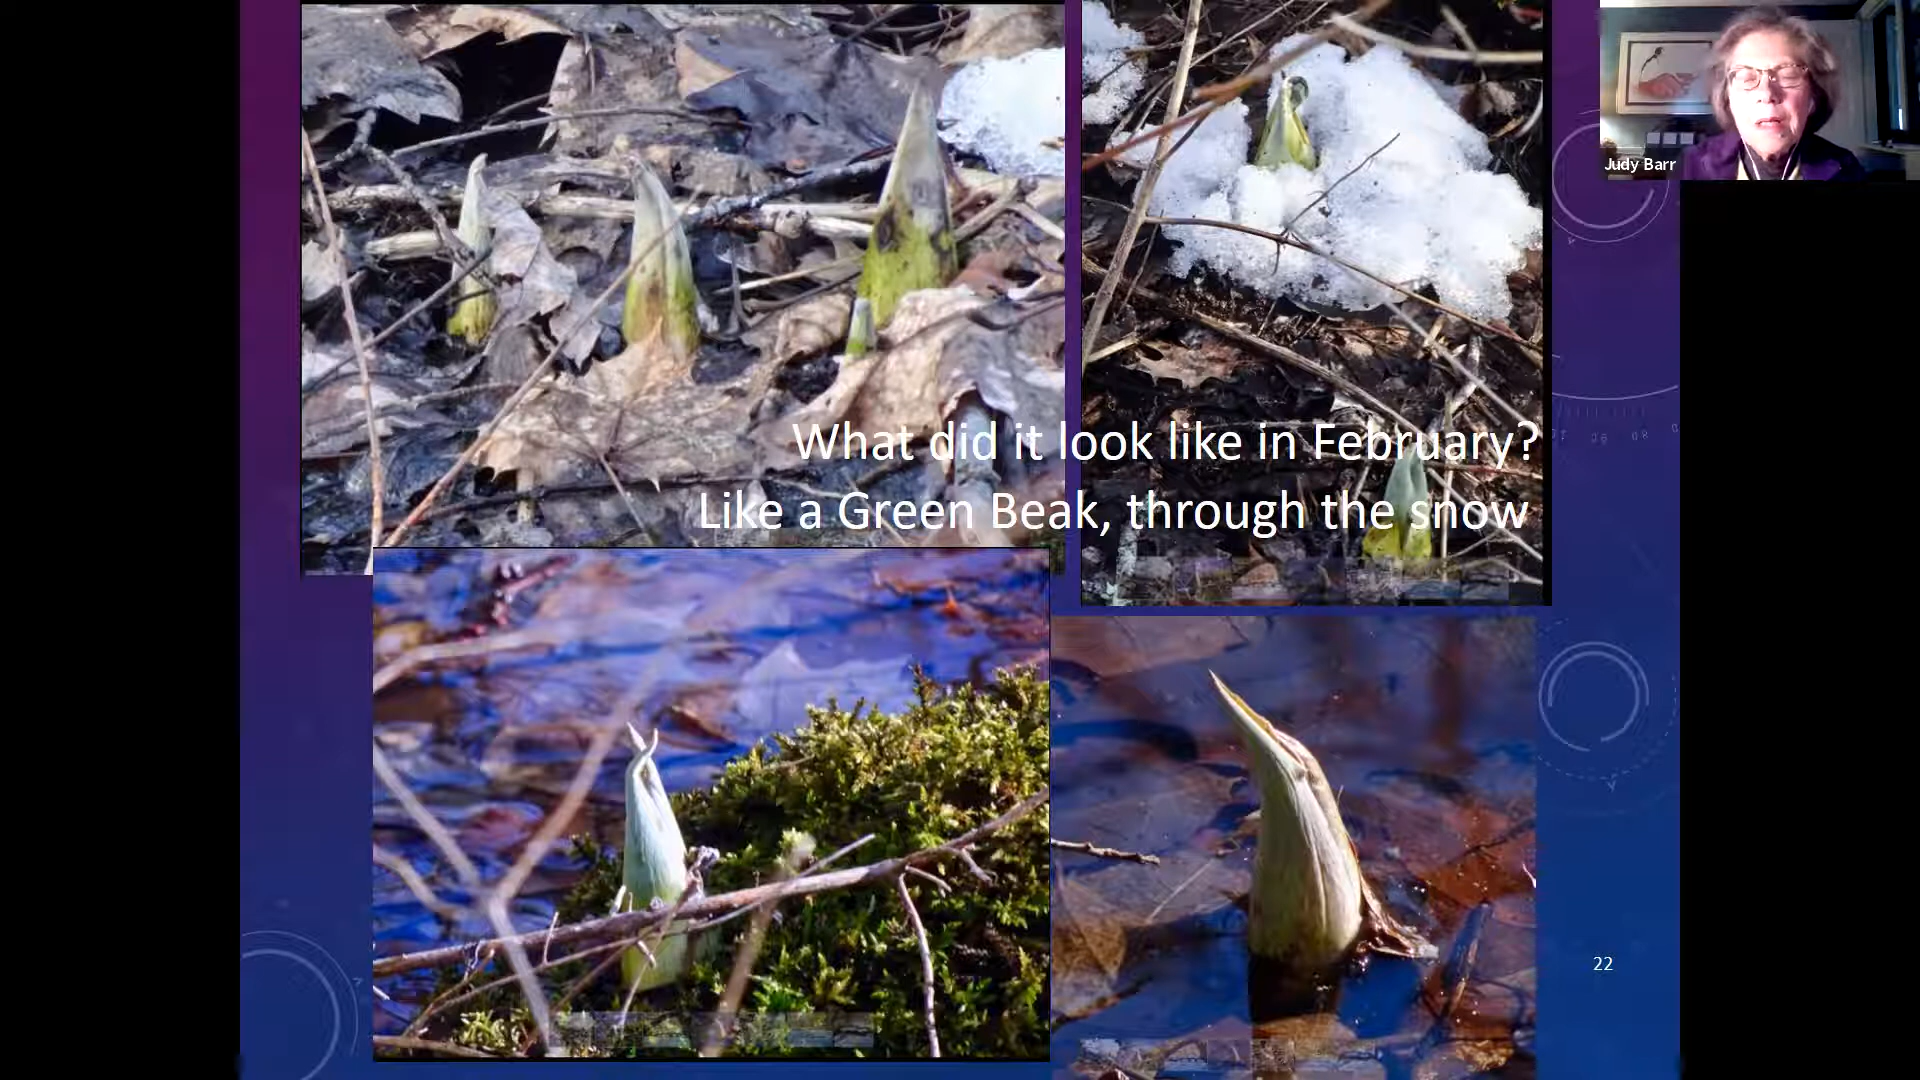 Judy Barr
What did it look like in February?
Like a Green Beak, through the snow
22